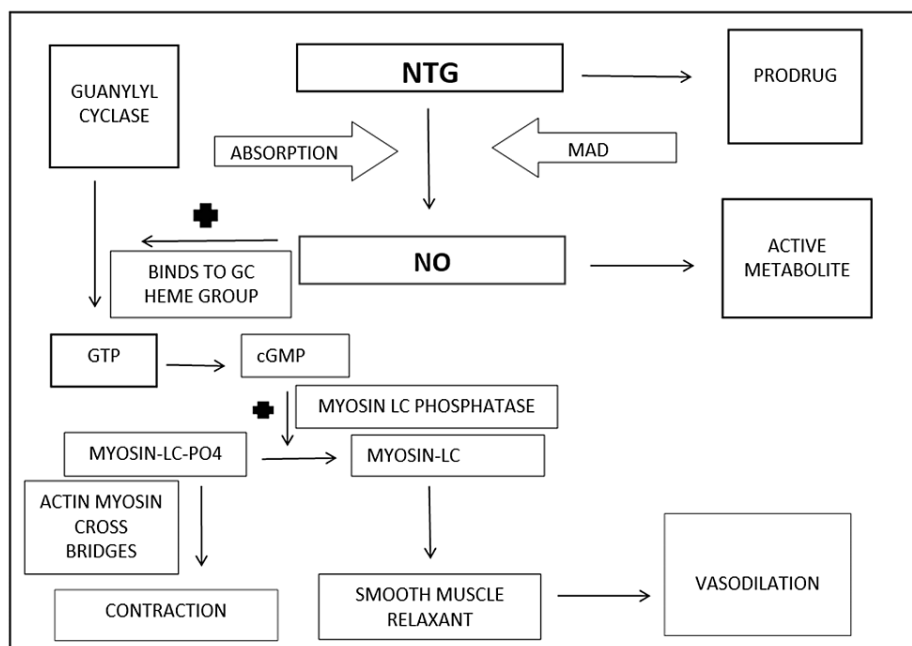 GUANYLYL
CYCLASE
NTG
PRODRUG
ABSORPTION
MAD
BINDS TO GC
HEME GROUP
NO
ACTIVE
METABOLITE
GTP
cGMP
MYOSIN LC PHOSPHATASE
MYOSIN-LC-PO4
MYOSIN-LC
ACTIN MYOSIN
CROSS
BRIDGES
CONTRACTION
SMOOTH MUSCLE
RELAXANT
VASODILATION